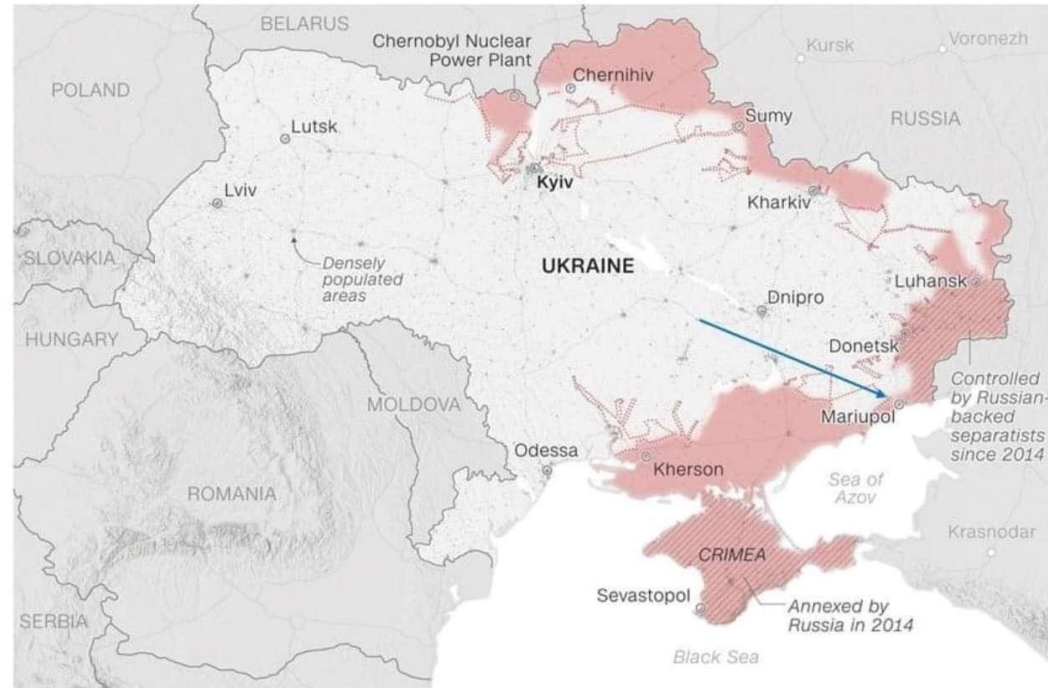 BELARUS
Chernobyl Nuclear
Power Plant
Kursk
Voronezh
POLAND
Chernihiv
Lutsk
Sumy
RUSSIA
Kyiv
Lviv
Kharkiv
SLOVAKIA
Densely
populated
areas
UKRAINE
Luhansk
Dnipro
HUNGARY
Donetsk
MOLDOVA
Mariupol
Controlled
by Russian-
backed
separatists
since 2014
Odessa
Kherson
Sea of
Azov
ROMANIA
Krasnodar
CRIMEA
Sevastopol
Annexed by
Russia in 2014
SERBIA
Black Sea